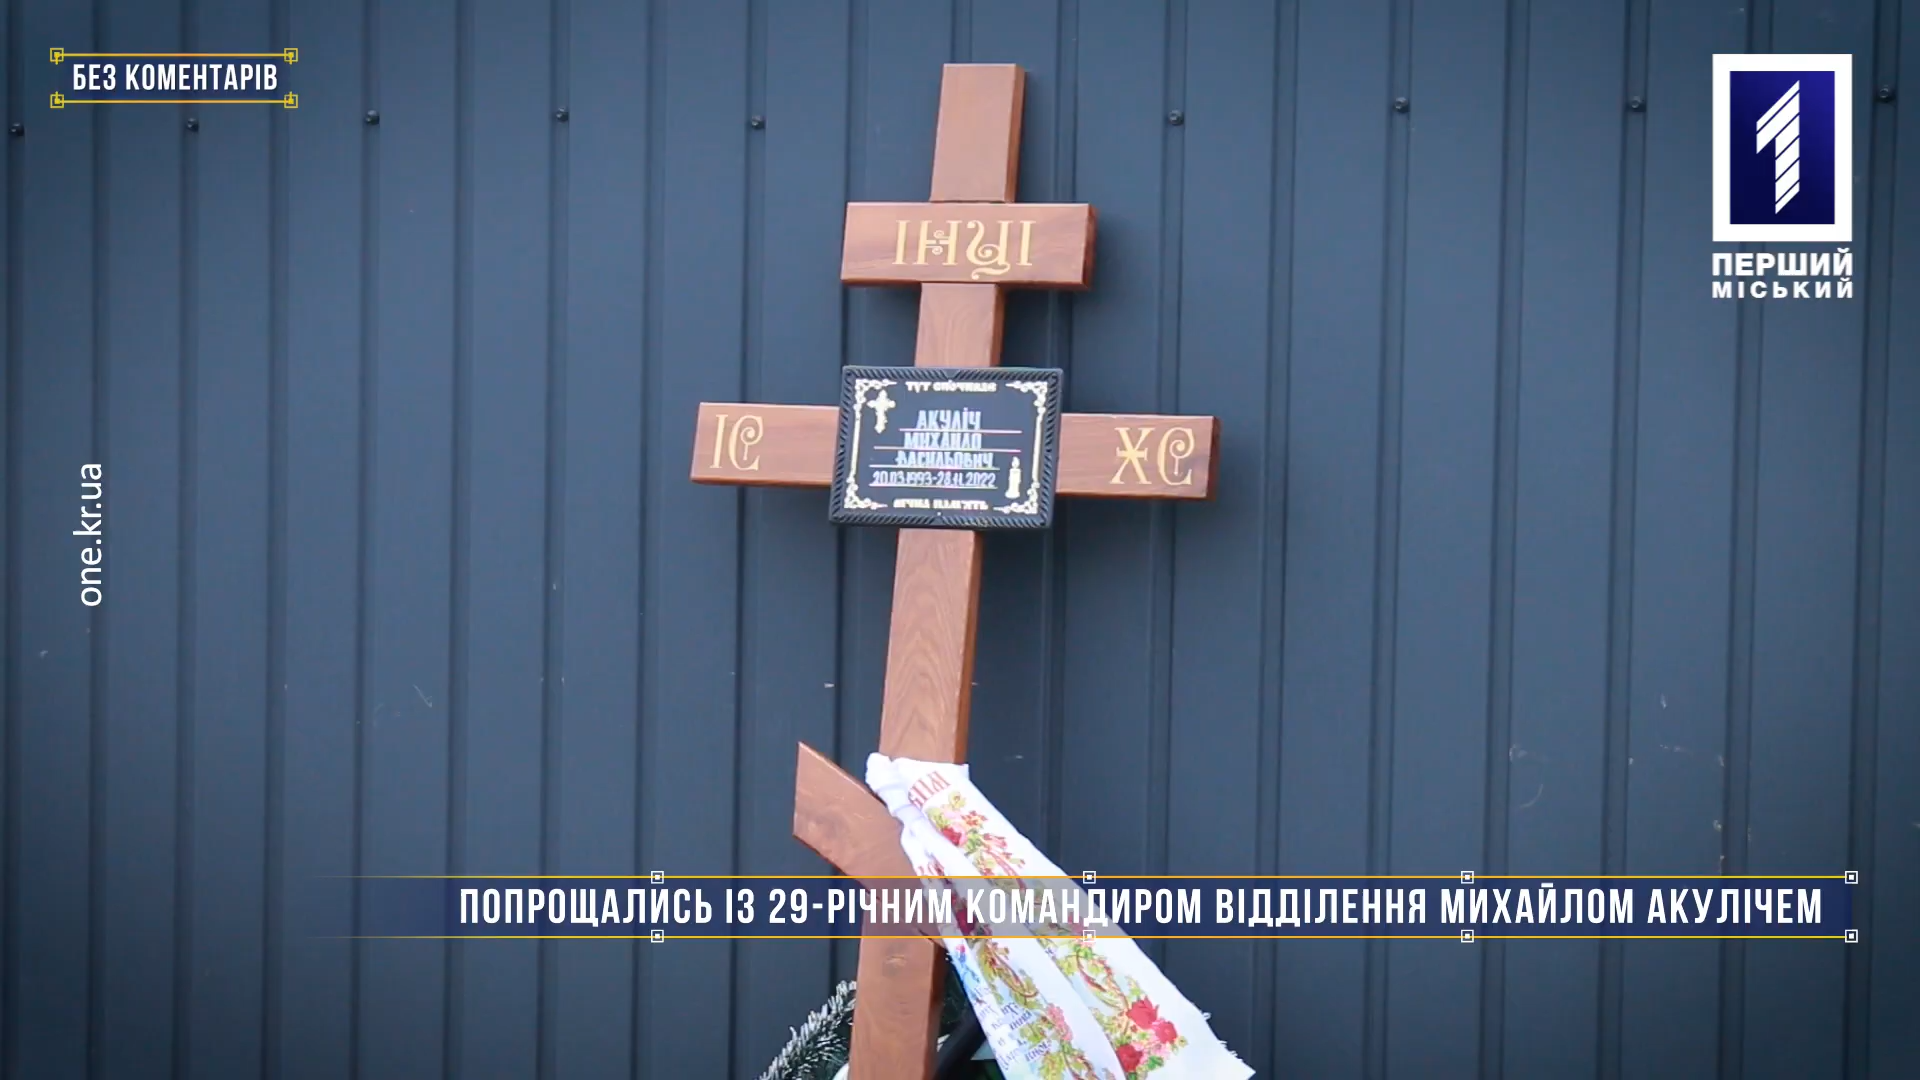 БЕЗ КОМЕНТАРІВ
ПЕРШИЙ
МІСЬКИЙ
ІНЦІ
ТУТ СПОЧИВАЄ
ІС
ХС
АКУЛІЧ
МИХАЙЛО
ВАСИЛЬОВИЧ
20.03.1993-28.11.2022
ВІЧНА ПАМ'ЯТЬ
one.kr.ua
ПОПРОЩАЛИСЬ ІЗ 29-РІЧНИМ КОМАНДИРОМ ВІДДІЛЕННЯ МИХАЙЛОМ АКУЛІЧЕМ